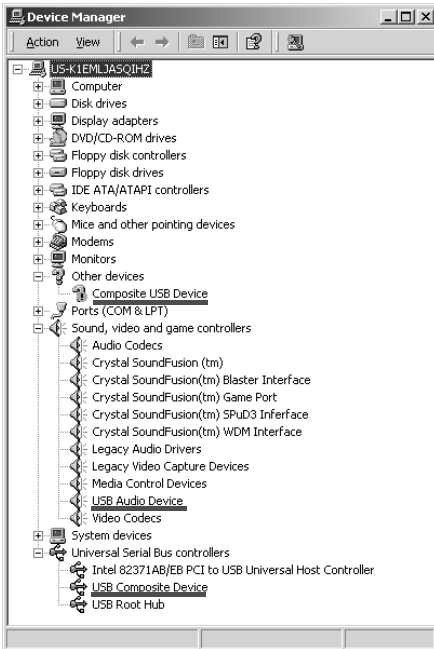 Device Manager
Action View
US-K1EMLJASQIHZ
Computer
Disk drives
Display adapters
DVD/CD-ROM drives
Floppy disk controllers
Floppy disk drives
IDE ATA/ATAPI controllers
Keyboards
Mice and other pointing devices
Modems
Monitors
Other devices
Composite USB Device
Ports (COM & LPT)
Sound, video and game controllers
Audio Codecs
Crystal SoundFusion (tm)
Crystal SoundFusion(tm) Blaster Interface
Crystal SoundFusion(tm) Game Port
Crystal SoundFusion(tm) SPuD3 Inferface
Crystal SoundFusion(tm) WDM Interface
Legacy Audio Drivers
Legacy Video Capture Devices
Media Control Devices
USB Audio Device
Video Codecs
System devices
Universal Serial Bus controllers
Intel 82371AB/EB PCI to USB Universal Host Controller
USB Composite Device
USB Root Hub